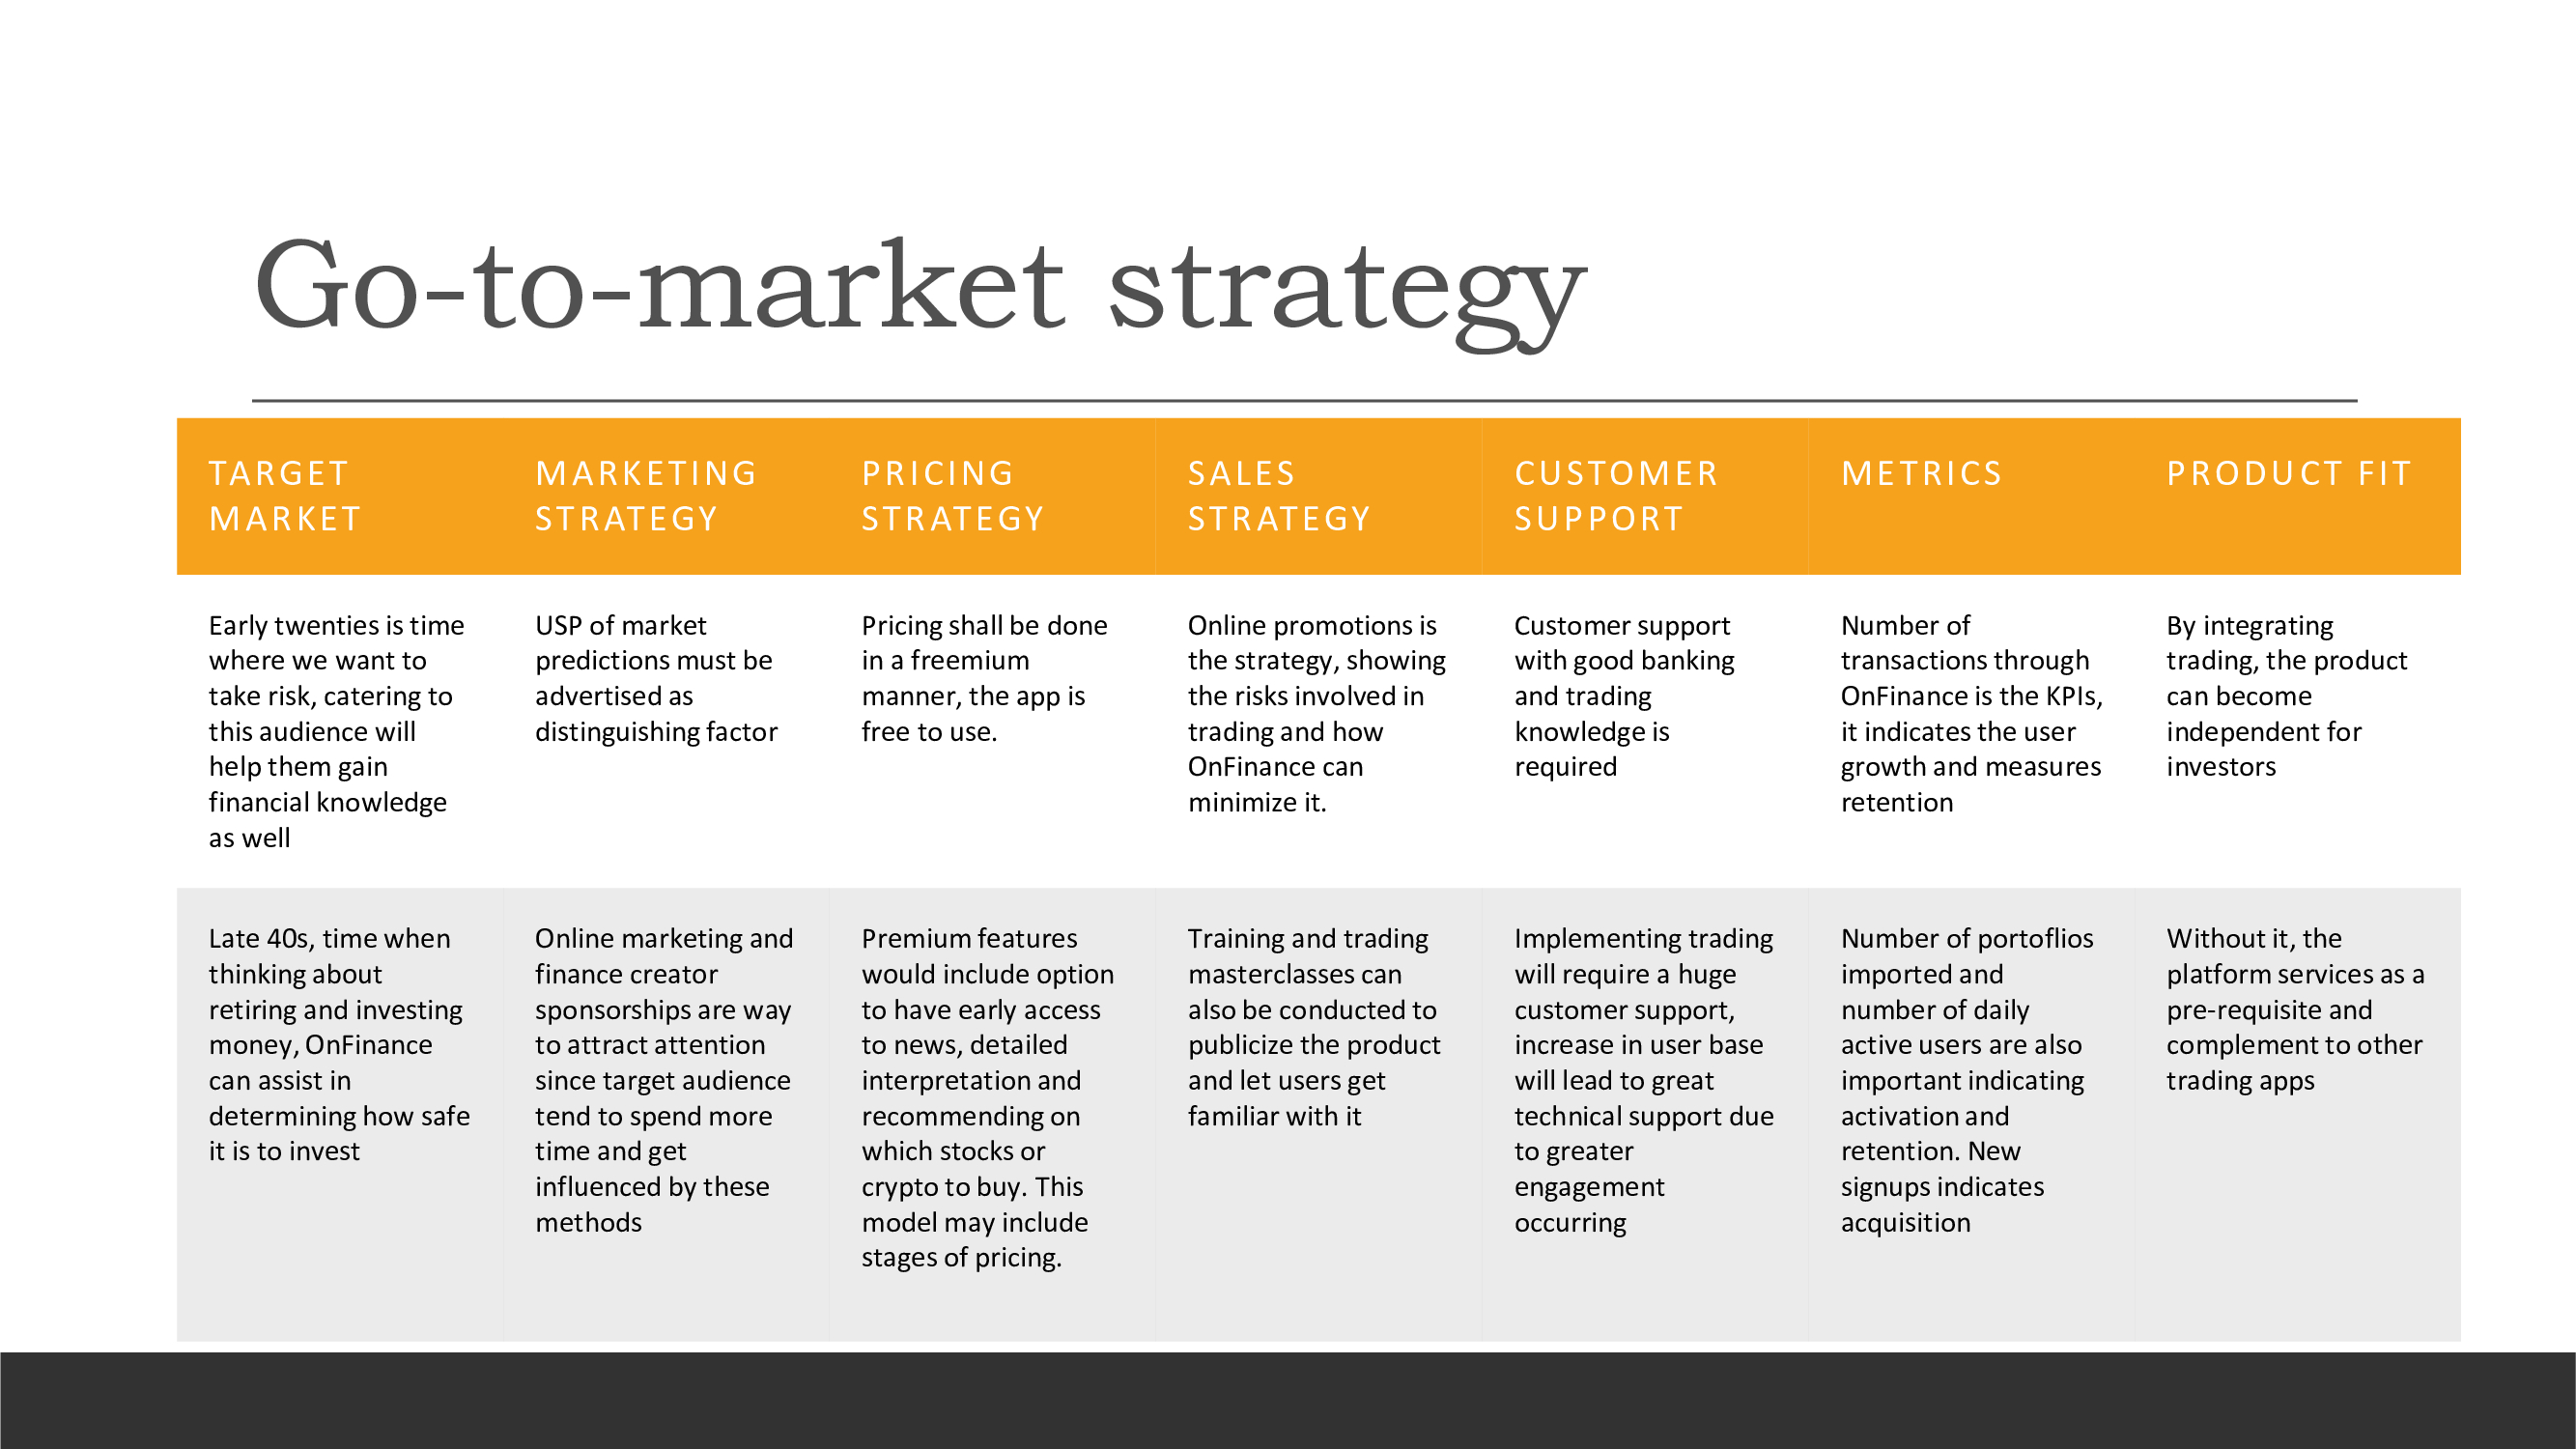 Go-to-market strategy
TARGET
MARKET
MARKETING
STRATEGY
PRICING
STRATEGY
SALES
STRATEGY
CUSTOMER
SUPPORT
METRICS
PRODUCT FIT
Early twenties is time
where we want to
take risk, catering to
this audience will
help them gain
financial knowledge
as well
USP of market
predictions must be
advertised as
distinguishing factor
Pricing shall be done
in a freemium
manner, the app is
free to use.
Online promotions is
the strategy, showing
the risks involved in
trading and how
OnFinance can
minimize it.
Customer support
with good banking
and trading
knowledge is
required
Number of
transactions through
OnFinance is the KPIs,
it indicates the user
growth and measures
retention
By integrating
trading, the product
can become
independent for
investors
Late 40s, time when
thinking about
retiring and investing
money, OnFinance
can assist in
determining how safe
it is to invest
Online marketing and
finance creator
sponsorships are way
to attract attention
since target audience
tend to spend more
time and get
influenced by these
methods
Premium features
would include option
to have early access
to news, detailed
interpretation and
recommending on
which stocks or
crypto to buy. This
model may include
stages of pricing.
Training and trading
masterclasses can
also be conducted to
publicize the product
and let users get
familiar with it
Implementing trading
will require a huge
customer support,
increase in user base
will lead to great
technical support due
to greater
engagement
occurring
Number of portoflios
imported and
number of daily
active users are also
important indicating
activation and
retention. New
signups indicates
acquisition
Without it, the
platform services as a
pre-requisite and
complement to other
trading apps